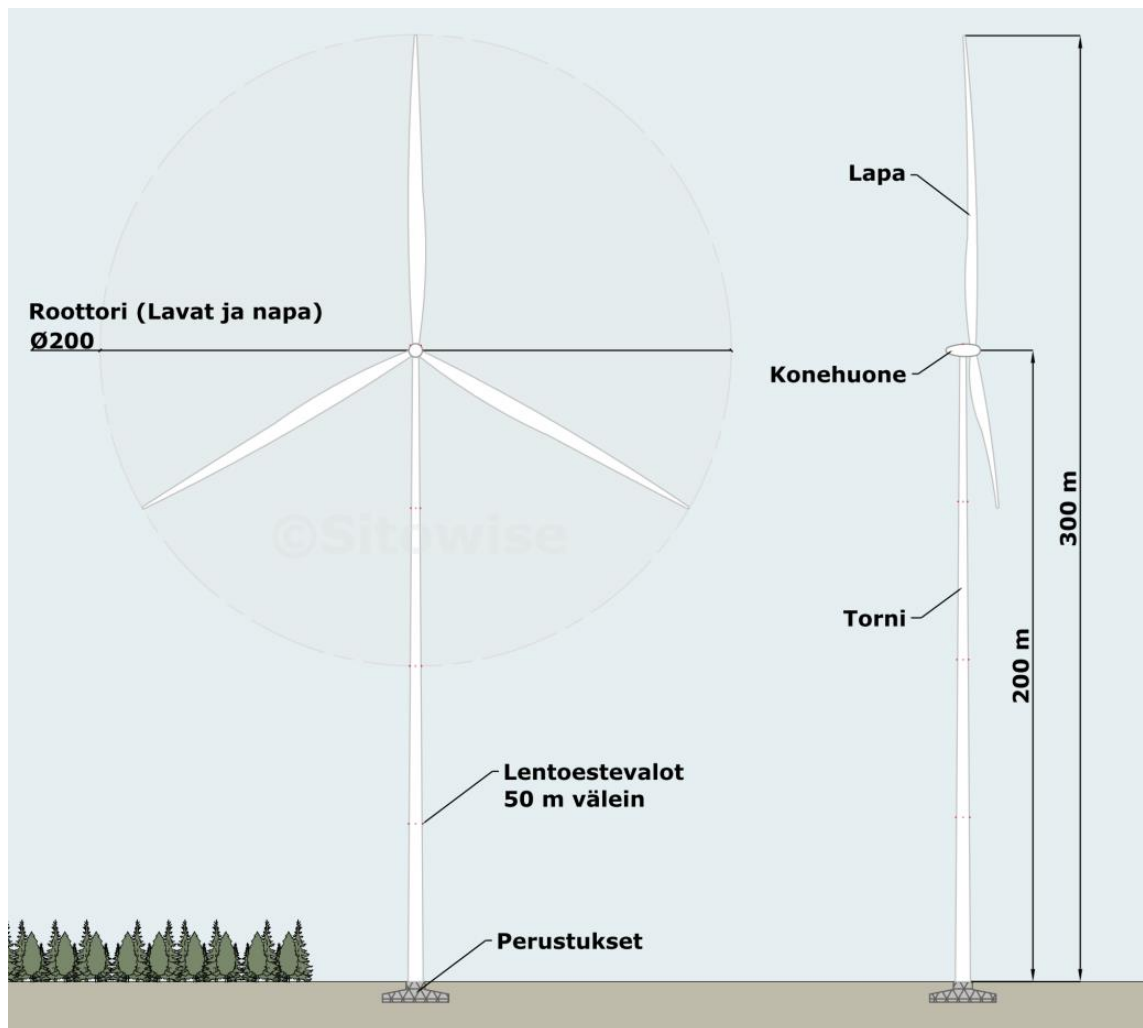 Roottori (Lavat ja napa)
Ø200
Lapa
Konehuone
©Sitowise
Torni
300 m
200 m
Lentoestevalot
50 m välein
Perustukset